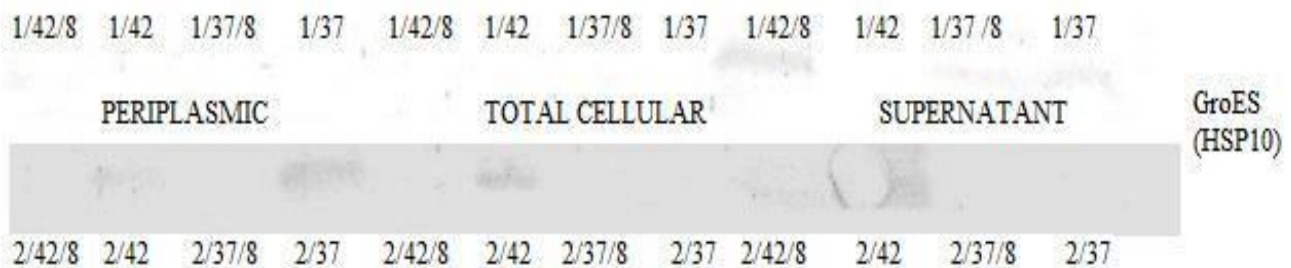 1/42/8 1/42 1/37/8 1/37 1/42/8 1/42 1/37/8 1/37 1/42/8 1/42 1/37 /8 1/37
PERIPLASMIC TOTAL CELLULAR SUPERNATANT GroES
(HSP10)
2/42/8 2/42 2/37/8 2/37 2/42/8 2/42 2/37/8 2/37 2/42/8 2/42 2/37/8 2/37